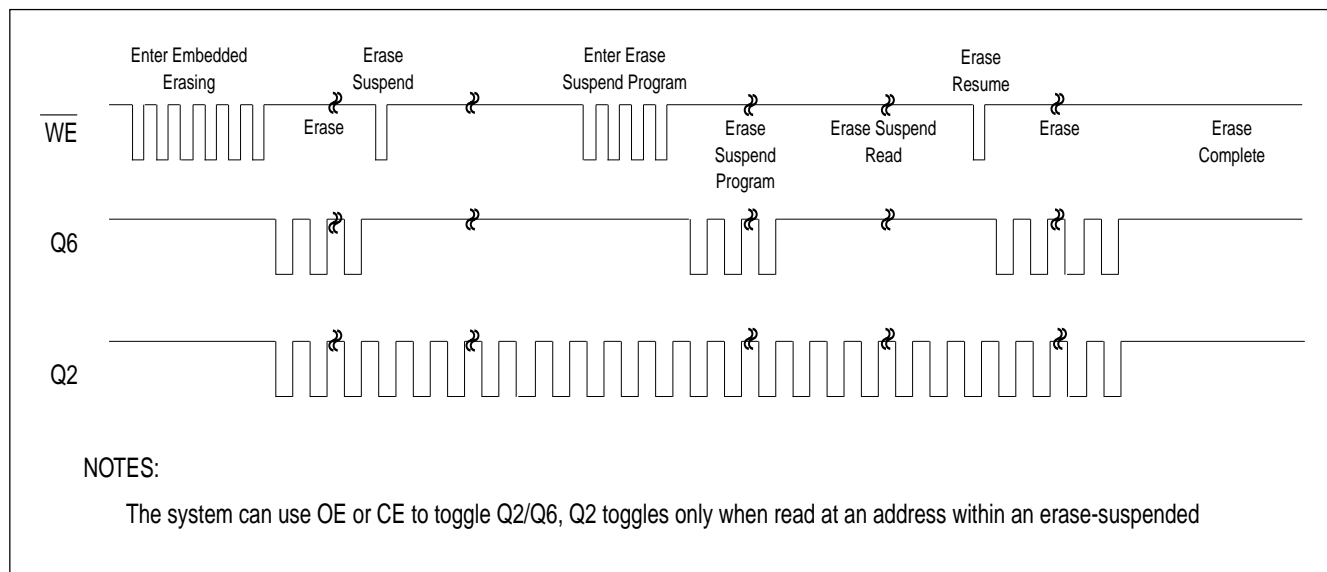 Enter Embedded
Erasing
Erase
Suspend
Enter Erase
Suspend Program
Erase
Resume
WE
Erase
Erase
Suspend
Program
Erase Suspend
Read
Erase
Erase
Complete
Q6
Q2
NOTES:
The system can use OE or CE to toggle Q2/Q6, Q2 toggles only when read at an address within an erase-suspended